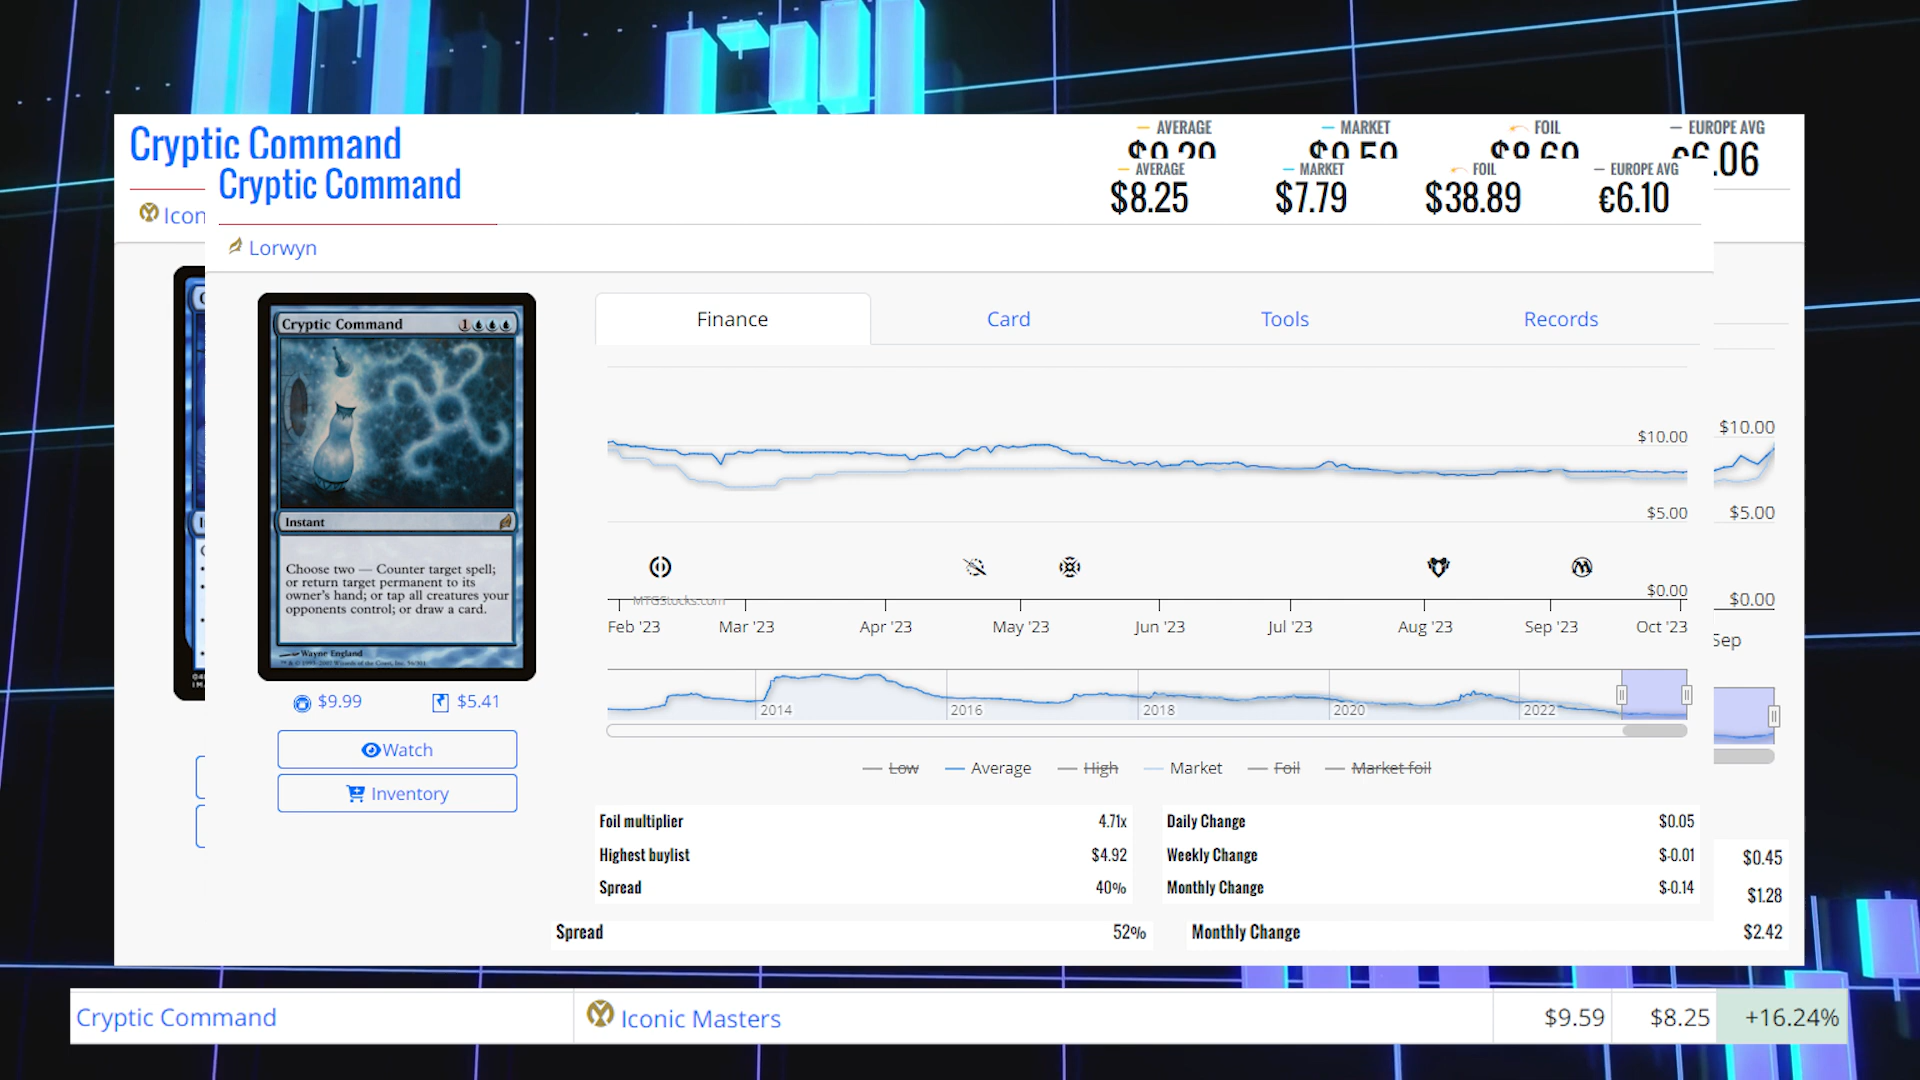 Cryptic Command
AVERAGE MARKET FOIL EUROPE AVG
.06
Cryptic Command
AVERAGE MARKET FOIL EUROPE AVG
$8.25 $7.79 $38.89 €6.10
Icon
Lorwyn
Finance Card Tools Records
Cryptic Command 1
Instant
Choose two — Counter target spell;
or return target permanent to its
owner's hand; or tap all creatures your
opponents control; or draw a card.
Wayne England
$9.99 $5.41
Watch
Inventory
$10.00 $10.00
$5.00 $5.00
$0.00 $0.00
MTGStocks.com
Feb '23 Mar '23 Apr '23 May '23 Jun '23 Jul '23 Aug '23 Sep '23 Oct '23
Sep
2014 2016 2018 2020 2022
Low Average High Market Foil Market foil
Foil multiplier 4.71x Daily Change $0.05
Highest buylist $4.92 Weekly Change $-0.01
Spread 40% Monthly Change $-0.14
$0.45
$1.28
Spread 52% Monthly Change $2.42
Cryptic Command Iconic Masters $9.59 $8.25 +16.24%